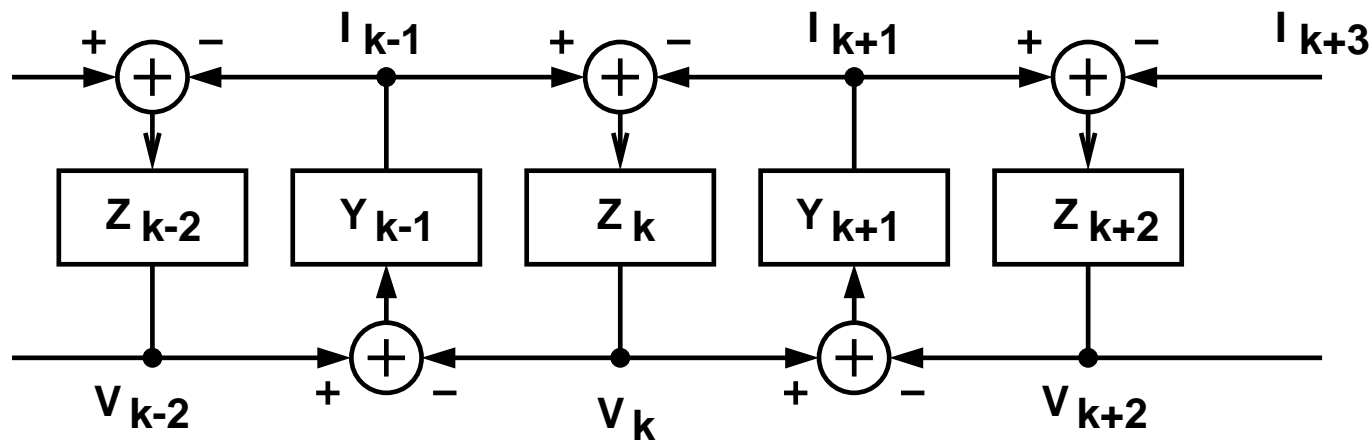 + − I k-1 + − I k+1 + − I k+3
+ + +
Z k-2 Y k-1 Z k Y k+1 Z k+2
+ +
+ − + −
V k-2 V k V k+2